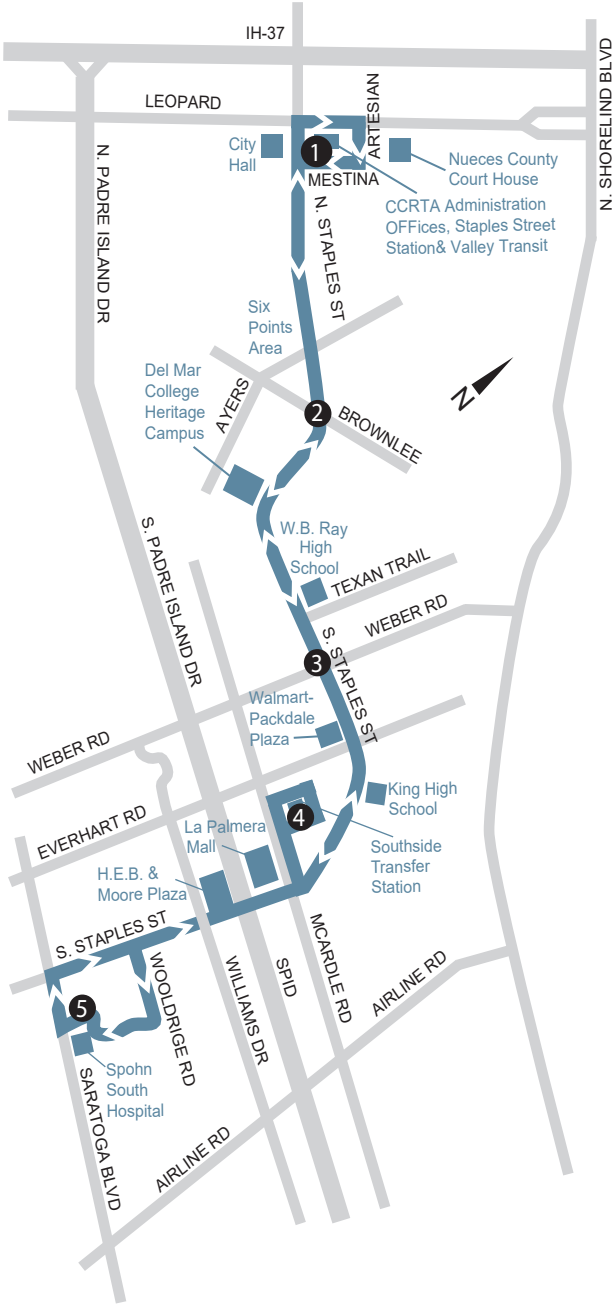 IH-37
LEOPARD
ARTESIAN
N. SHORELIND BLVD
City
Hall
1
Nueces County
Court House
MESTINA
CCRTA Administration
OFFices, Staples Street
Station& Valley Transit
N. PADRE ISLAND DR
N. STAPLES ST
Six
Points
Area
Del Mar
College
Heritage
Campus
AYERS
2
BROWNLEE
N
W.B. Ray
High
School
TEXAN TRAIL
S. PADRE ISLAND DR
WEBER RD
S. STAPLES ST
3
Walmart-
Packdale
Plaza
WEBER RD
King High
School
EVERHART RD
4
La Palmera
Mall
Southside
Transfer
Station
H.E.B. &
Moore Plaza
S. STAPLES ST
MCARDLE RD
WOOLDRIGE RD
WILLIAMS DR
SPID
AIRLINE RD
5
Spohn
South
Hospital
SARATOGA BLVD
AIRLINE RD